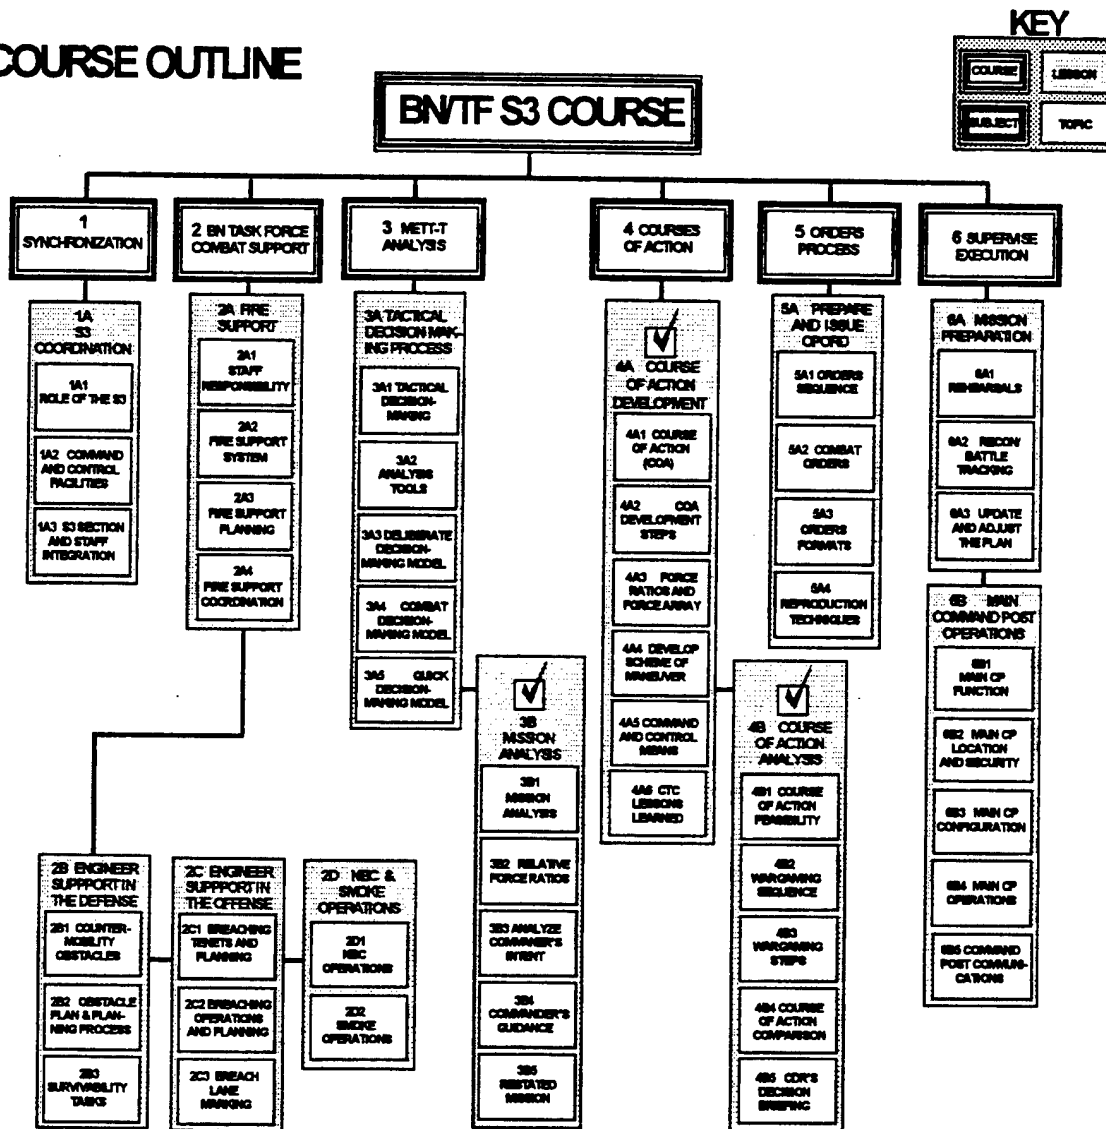 COURSE OUTLINE
KEY
COURSE
LESSON
SUBJECT
TOPIC
BN/TF S3 COURSE
1
SYNCHRONIZATION
2 BN TASK FORCE
COMBAT SUPPORT
3 METT-T
ANALYSIS
4 COURSES
OF ACTION
5 ORDERS
PROCESS
6 SUPERVISE
EXECUTION
1A
S3
COORDINATION
1A1
ROLE OF THE S3
1A2 COMMAND
AND CONTROL
FACILITIES
1A3 S3 SECTION
AND STAFF
INTEGRATION
2A FIRE
SUPPORT
2A1
STAFF
RESPONSIBILITY
2A2
FIRE SUPPORT
SYSTEM
2A3
FIRE SUPPORT
PLANNING
2A4
FIRE SUPPORT
COORDINATION
2B ENGINEER
SUPPPORT IN
THE DEFENSE
2B1 COUNTER-
MOBILITY
OBSTACLES
2B2 OBSTACLE
PLAN & PLAN-
NING PROCESS
2B3
SURVIVABILITY
TASKS
2C ENGINEER
SUPPPORT IN
THE OFFENSE
2C1 BREACHING
TENETS AND
PLANNING
2C2 BREACHING
OPERATIONS
AND PLANNING
2C3 BREACH
LANE
MARKING
2D NBC &
SMOKE
OPERATIONS
2D1
NBC
OPERATIONS
2D2
SMOKE
OPERATIONS
3A TACTICAL
DECISION MAK-
ING PROCESS
3A1 TACTICAL
DECISION-
MAKING
3A2
ANALYSIS
TOOLS
3A3 DELIBERATE
DECISION-
MAKING MODEL
3A4 COMBAT
DECISION-
MAKING MODEL
3A5 QUICK
DECISION-
MAKING MODEL
3B
MISSION
ANALYSIS
3B1
MISSION
ANALYSIS
3B2 RELATIVE
FORCE RATIOS
3B3 ANALYZE
COMMANER'S
INTENT
3B4
COMMANDER'S
GUIDANCE
3B5
RESTATED
MISSION
4A COURSE
OF ACTION
DEVELOPMENT
4A1 COURSE
OF ACTION
(COA)
4A2 COA
DEVELOPMENT
STEPS
4A3 FORCE
RATIOS AND
FORCE ARRAY
4A4 DEVELOP
SCHEME OF
MANEUVER
4A5 COMMAND
AND CONTROL
MEANS
4A6 CTC
LESSONS
LEARNED
4B COURSE
OF ACTION
ANALYSIS
4B1 COURSE
OF ACTION
FEASIBILITY
4B2
WARGAMING
SEQUENCE
4B3
WARGAMING
STEPS
4B4 COURSE
OF ACTION
COMPARISON
4B5 CDR'S
DECISION
BRIEFING
5A PREPARE
AND ISSUE
OPORD
5A1 ORDERS
SEQUENCE
5A2 COMBAT
ORDERS
5A3
ORDERS
FORMATS
5A4
REPRODUCTION
TECHNIQUES
6A MISSION
PREPARATION
6A1
REHEARSALS
6A2 RECON/
BATTLE
TRACKING
6A3 UPDATE
AND ADJUST
THE PLAN
6B MAIN
COMMAND POST
OPERATIONS
6B1
MAIN CP
FUNCTION
6B2 MAIN CP
LOCATION
AND SECURITY
6B3 MAIN CP
CONFIGURATION
6B4 MAIN CP
OPERATIONS
6B5 COMMAND
POST COMMUNI-
CATIONS